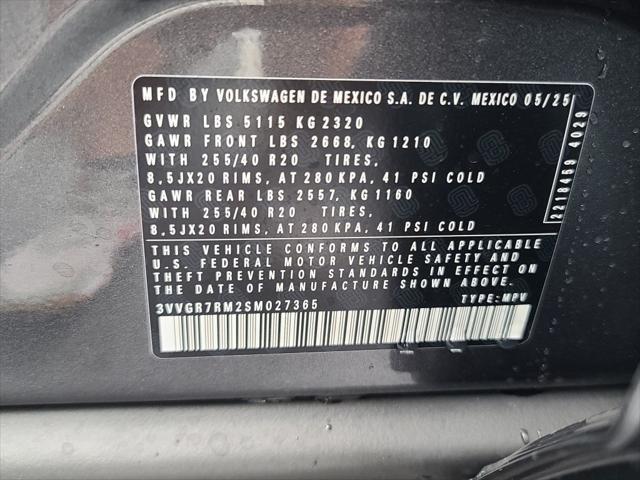 MFD BY VOLKSWAGEN DE MEXICO S.A. DE C.V. MEXICO 05/25
GVWR LBS 5115 KG 2320
GAWR FRONT LBS 2668, KG 1210
WITH 255/40 R20 TIRES,
8,5JX20 RIMS, AT 280 KPA, 41 PSI COLD
GAWR REAR LBS 2557, KG 1160
WITH 255/40 R20 TIRES,
8,5JX20 RIMS, AT 280 KPA, 41 PSI COLD
2218459 4029
THIS VEHICLE CONFORMS TO ALL APPLICABLE
U.S. FEDERAL MOTOR VEHICLE SAFETY AND
THEFT PREVENTION STANDARDS IN EFFECT ON
THE DATE OF MANUFACTURE SHOWN ABOVE.
3VVGR7RM2SM027365 TYPE: MPV